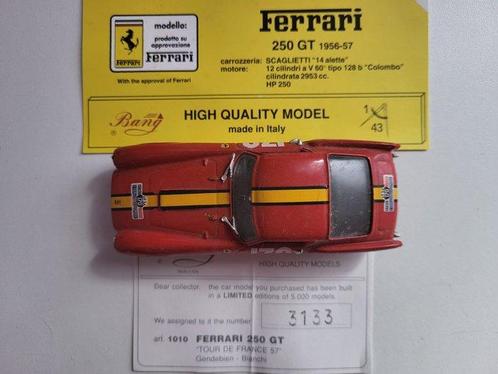 modello:
prodotto su
approvazione
Ferrari
With the approval of Ferrari
Ferrari
250 GT 1956-57
carrozzeria: SCAGLIETTI "14 alette"
motore: 12 cilindri a V 60° tipo 128 b "Colombo"
cilindrata 2953 cc.
HP 250
Bang
HIGH QUALITY MODEL
made in Italy
1/43
HIGH QUALITY MODELS
Dear collector. the car model you purchased has been built
in a LIMITED editions of 5.000 models.
We assigned to it the number
3133
art. 1010 FERRARI 250 GT
"TOUR DE FRANCE 57"
Gendebien - Bianchi